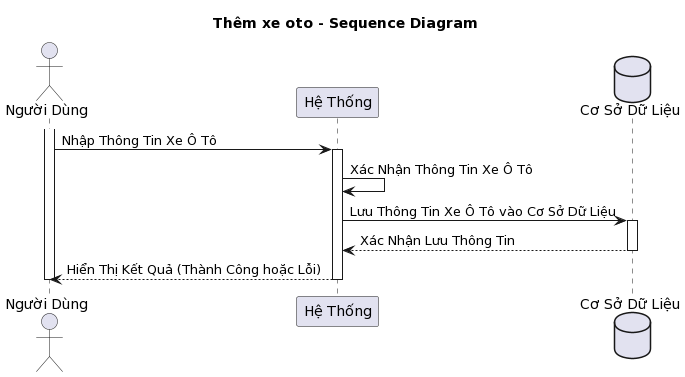 Thêm xe oto - Sequence Diagram
Người Dùng
Hệ Thống
Cơ Sở Dữ Liệu
Nhập Thông Tin Xe Ô Tô
Xác Nhận Thông Tin Xe Ô Tô
Lưu Thông Tin Xe Ô Tô vào Cơ Sở Dữ Liệu
Xác Nhận Lưu Thông Tin
Hiển Thị Kết Quả (Thành Công hoặc Lỗi)
Người Dùng
Hệ Thống
Cơ Sở Dữ Liệu